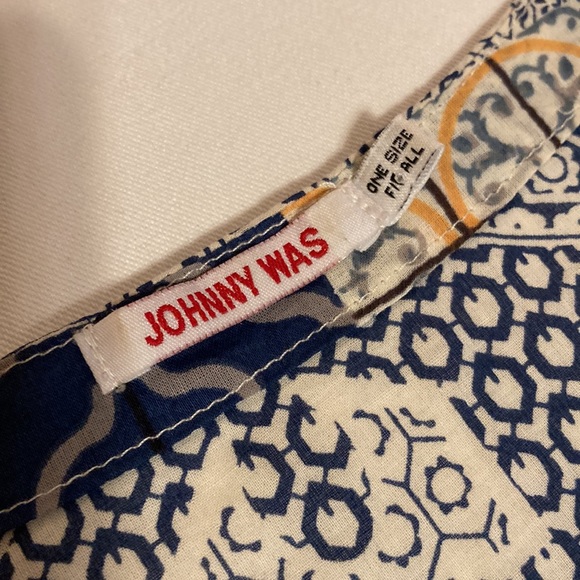 JOHNNY WAS
ONE SIZE
FIT ALL